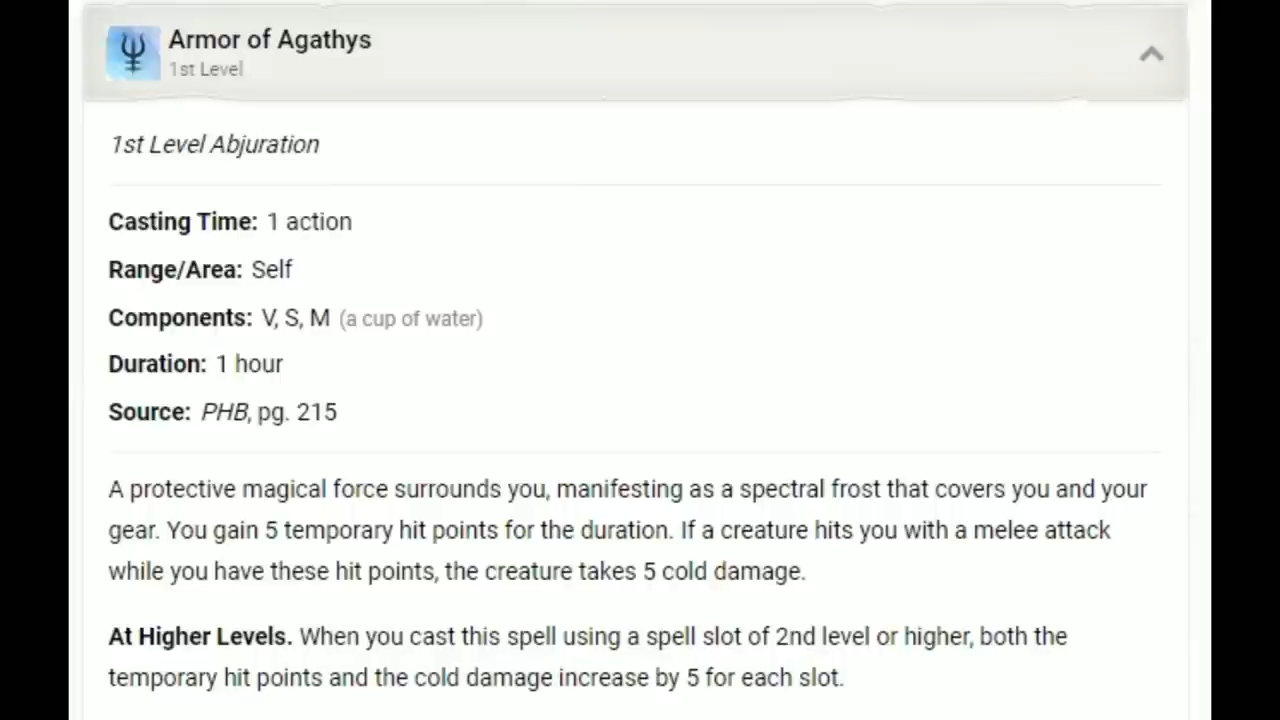 Armor of Agathys
1st Level
1st Level Abjuration
Casting Time: 1 action
Range/Area: Self
Components: V, S, M (a cup of water)
Duration: 1 hour
Source: PHB, pg. 215
A protective magical force surrounds you, manifesting as a spectral frost that covers you and your
gear. You gain 5 temporary hit points for the duration. If a creature hits you with a melee attack
while you have these hit points, the creature takes 5 cold damage.
At Higher Levels. When you cast this spell using a spell slot of 2nd level or higher, both the
temporary hit points and the cold damage increase by 5 for each slot.